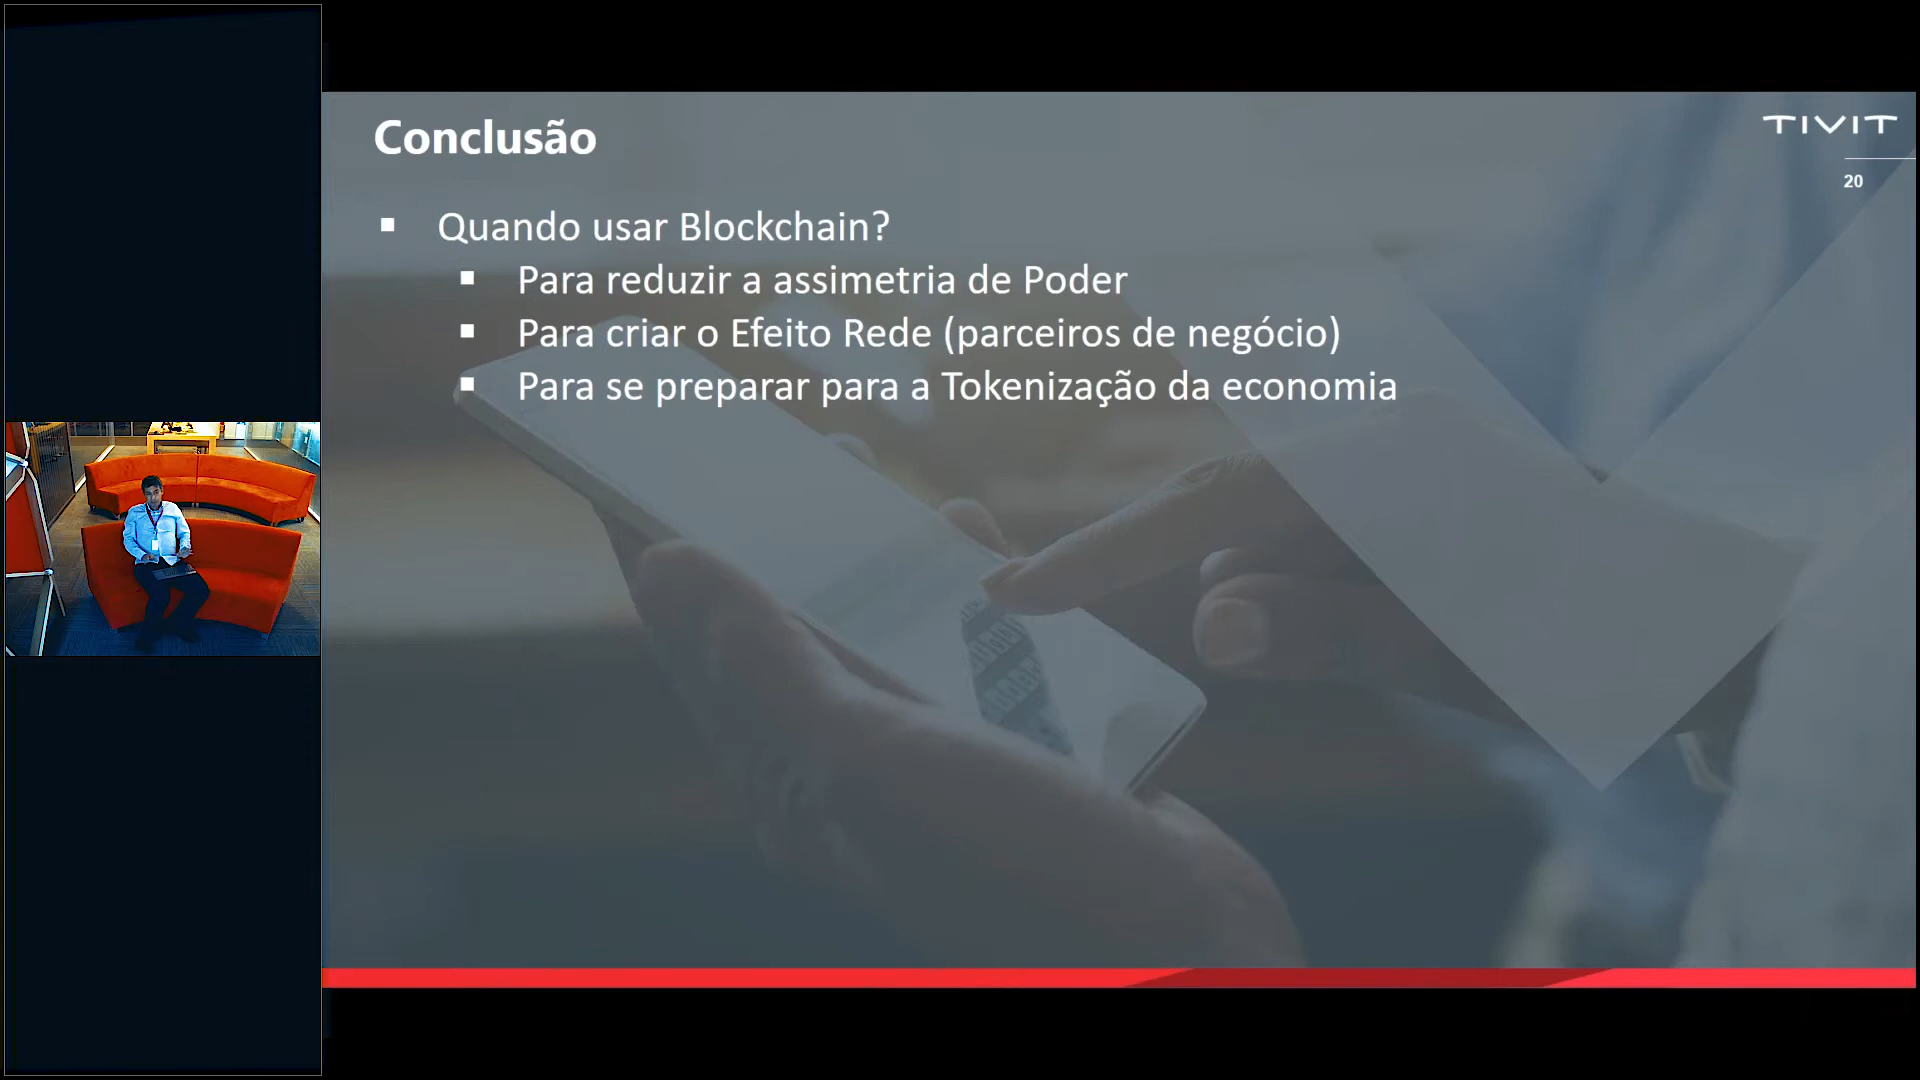 Conclusão
TIVIT
20
Quando usar Blockchain?
Para reduzir a assimetria de Poder
Para criar o Efeito Rede (parceiros de negócio)
Para se preparar para a Tokenização da economia